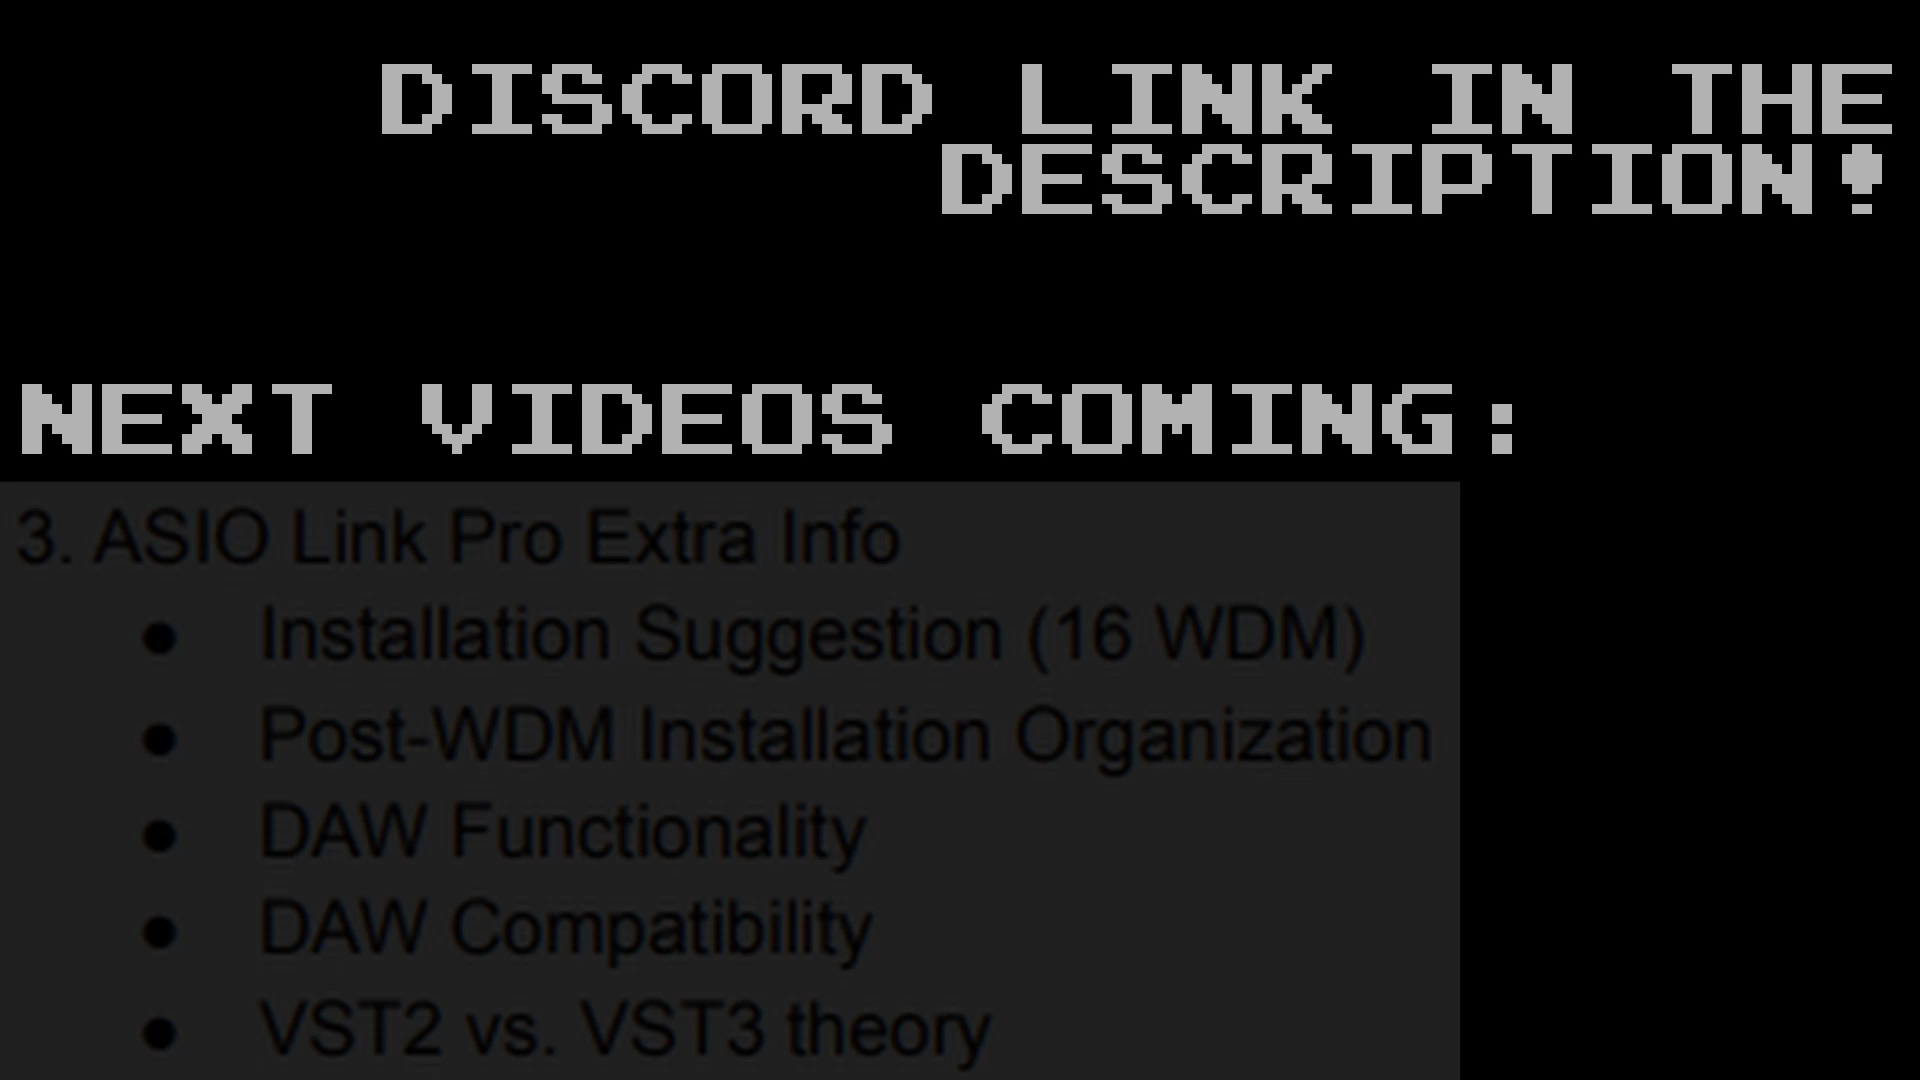 DISCORD LINK IN THE
DESCRIPTION!
NEXT VIDEOS COMING:
3. ASIO Link Pro Extra Info
● Installation Suggestion (16 WDM)
● Post-WDM Installation Organization
● DAW Functionality
● DAW Compatibility
● VST2 vs. VST3 theory